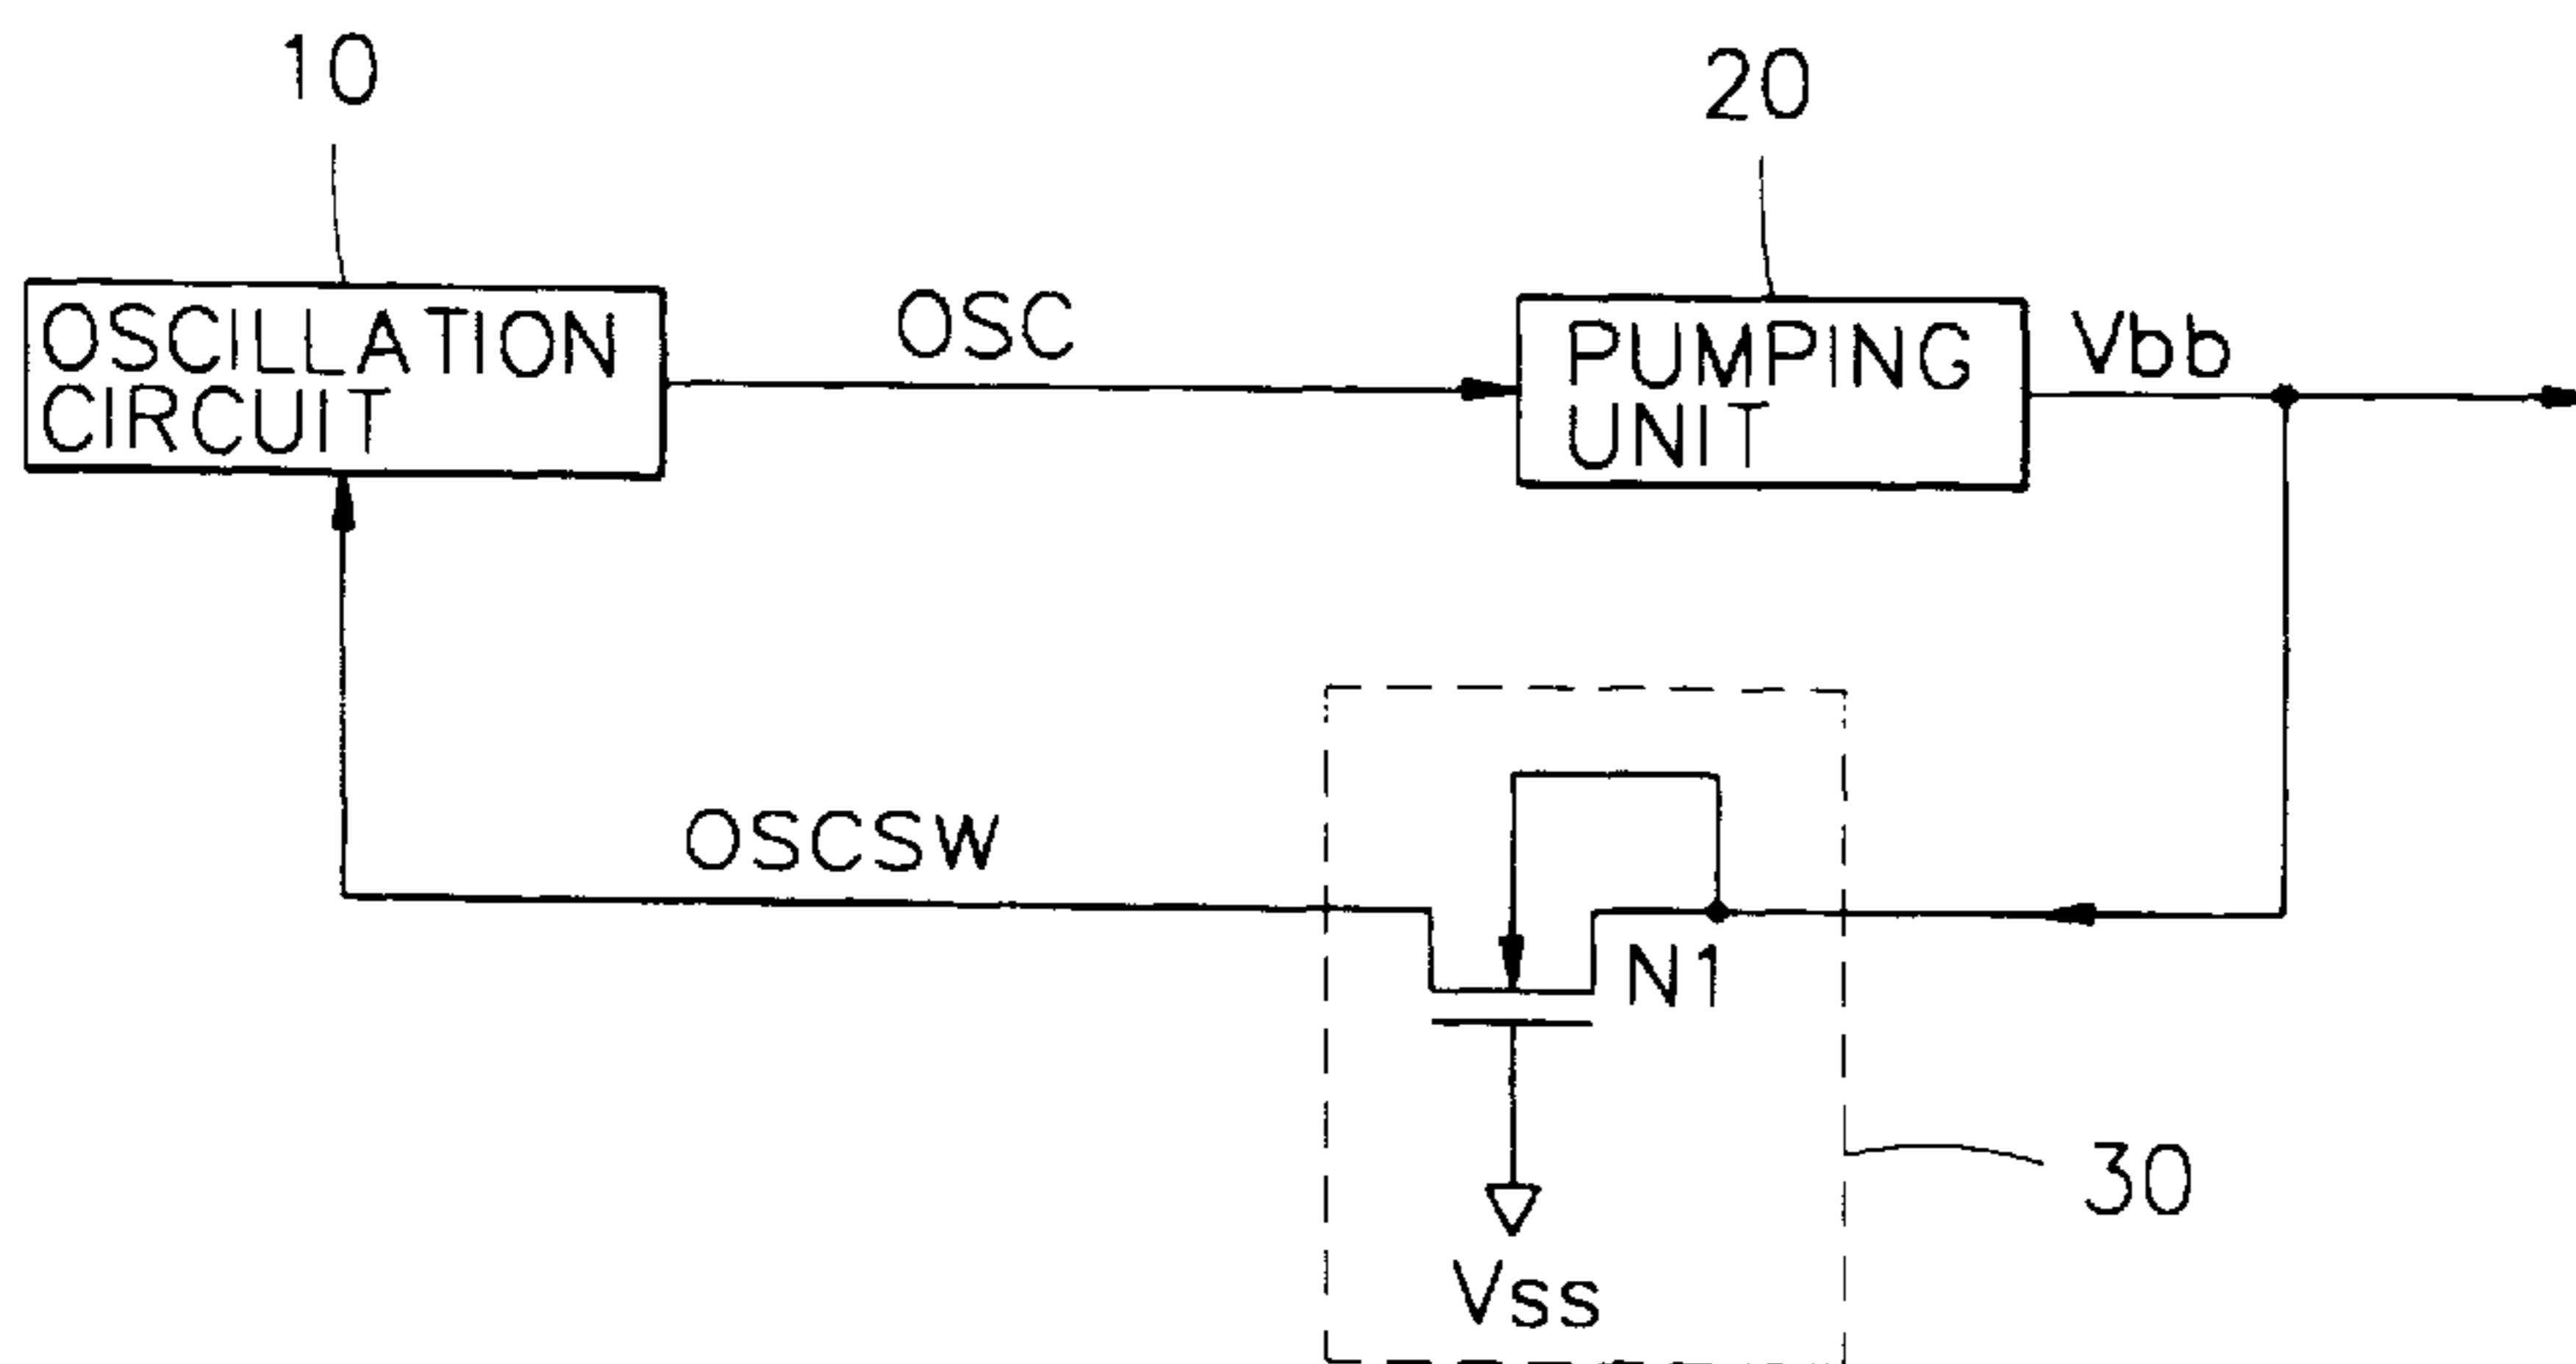 10
20
OSCILLATION
CIRCUIT
OSC
PUMPING
UNIT
Vbb
OSCSW
N1
30
Vss